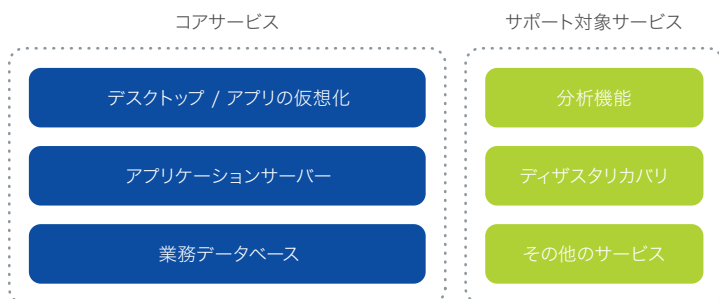 コアサービス
デスクトップ / アプリの仮想化
アプリケーションサーバー
業務データベース
サポート対象サービス
分析機能
ディザスタリカバリ
その他のサービス